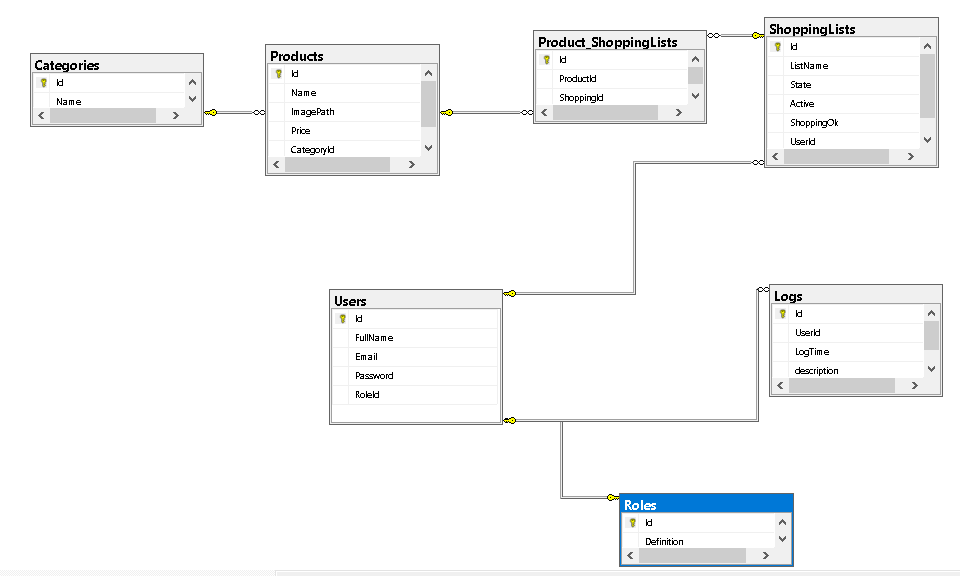 Categories
Id
Name
Products
Id
Name
ImagePath
Price
CategoryId
Product_ShoppingLists
Id
ProductId
ShoppingId
ShoppingLists
Id
ListName
State
Active
ShoppingOk
UserId
Users
Id
FullName
Email
Password
RoleId
Logs
Id
UserId
LogTime
description
Roles
Id
Definition